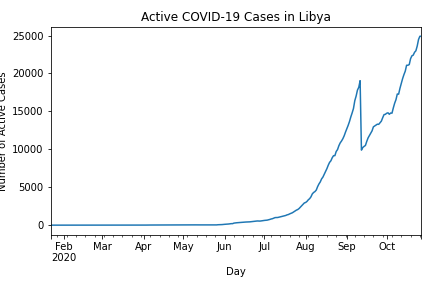 Active COVID-19 Cases in Libya
Number of Active Cases
25000
20000
15000
10000
5000
0
Feb Mar Apr May Jun Jul Aug Sep Oct
2020
Day